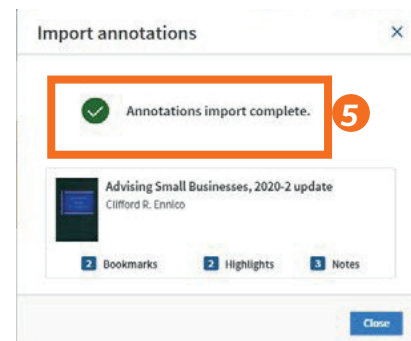 Import annotations ×
Annotations import complete. 5
Advising Small Businesses, 2020-2 update
Clifford R. Ennico
2 Bookmarks 2 Highlights 3 Notes
Close